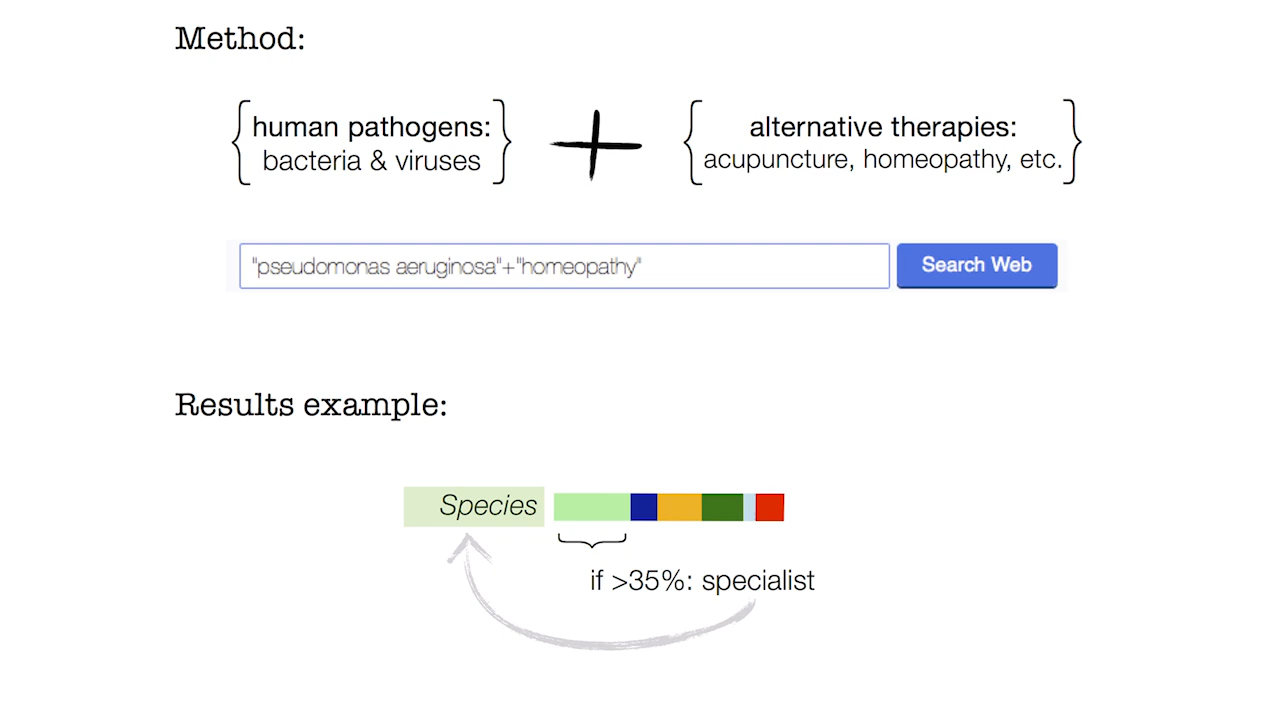 Method:
human pathogens:
bacteria & viruses
alternative therapies:
acupuncture, homeopathy, etc.
"pseudomonas aeruginosa"+"homeopathy"
Search Web
Results example:
Species
if >35%: specialist